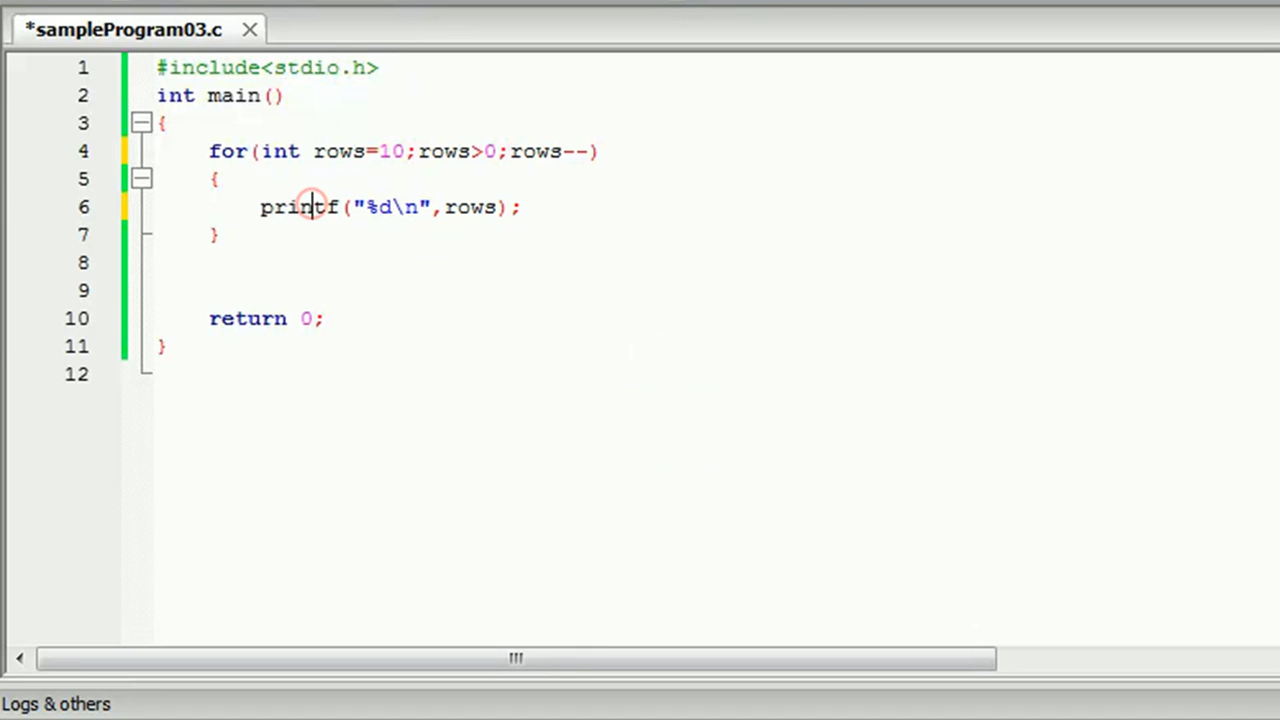 *sampleProgram03.c
1 #include<stdio.h>
2 int main()
3 {
4 for(int rows=10;rows>0;rows--)
5 {
6 printf("%d\n",rows);
7 }
8
9
10 return 0;
11 }
12
Logs & others